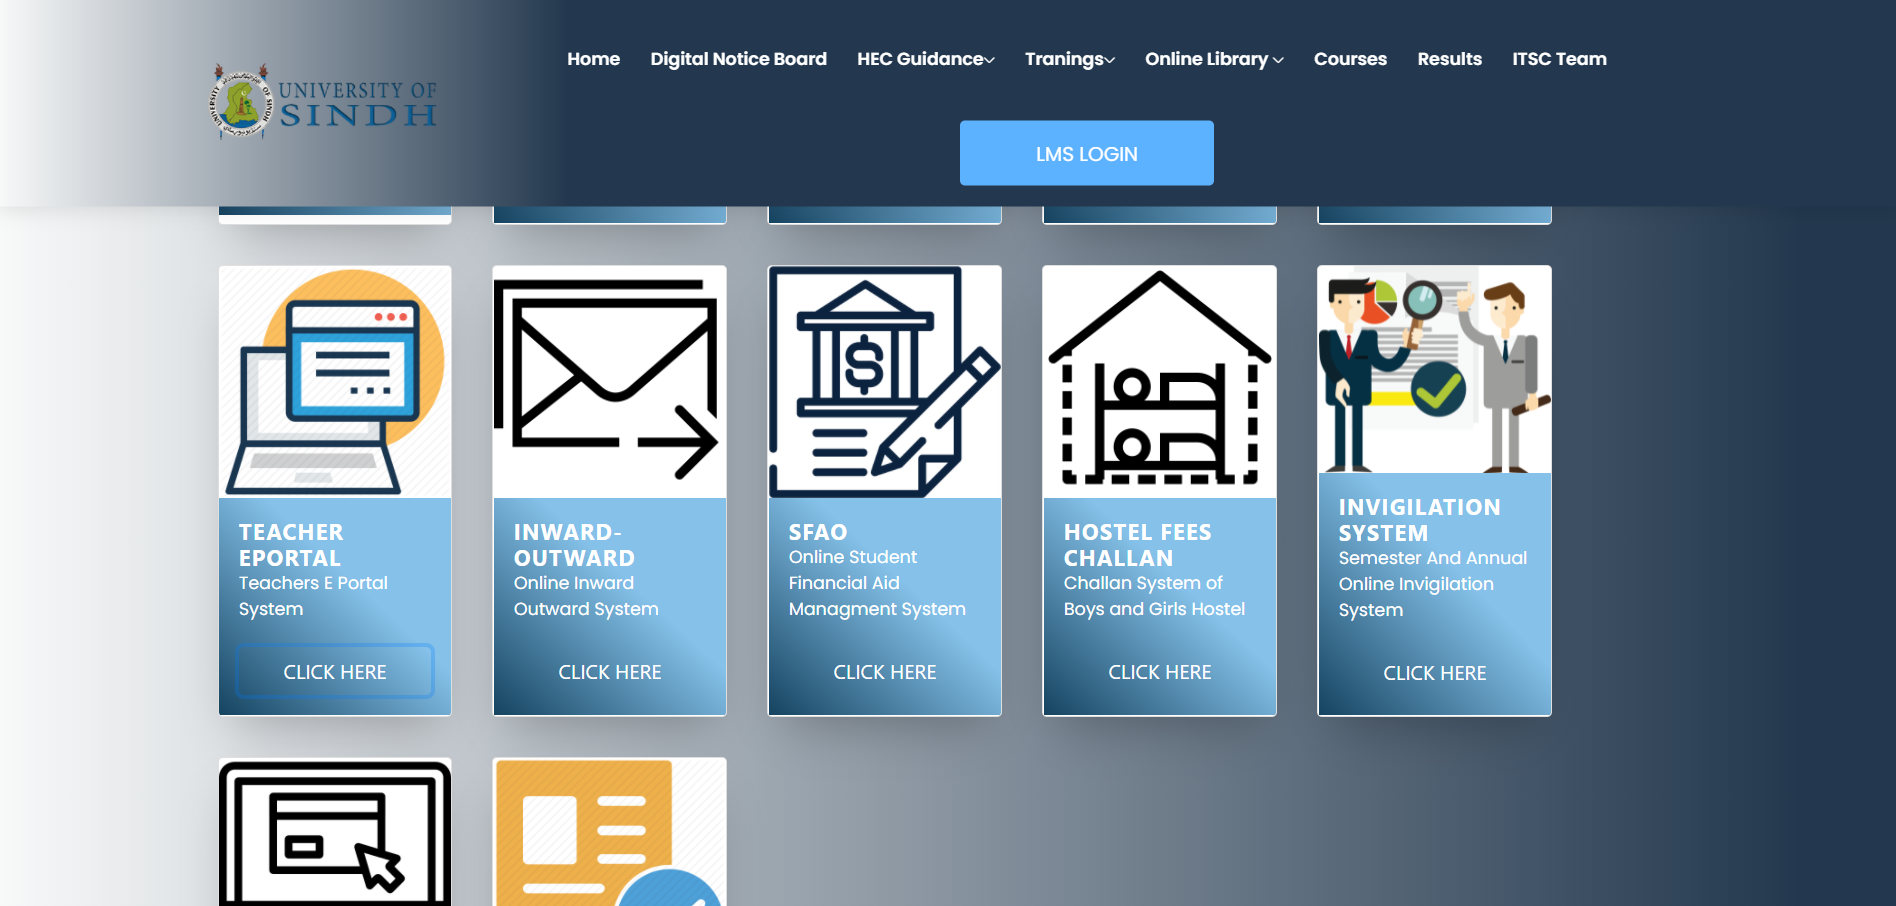 Home Digital Notice Board HEC Guidance Tranings Online Library Courses Results ITSC Team
UNIVERSITY OF
SINDH
LMS LOGIN
TEACHER
EPORTAL
Teachers E Portal
System
CLICK HERE
INWARD-
OUTWARD
Online Inward
Outward System
CLICK HERE
SFAO
Online Student
Financial Aid
Managment System
CLICK HERE
HOSTEL FEES
CHALLAN
Challan System of
Boys and Girls Hostel
CLICK HERE
INVIGILATION
SYSTEM
Semester And Annual
Online Invigilation
System
CLICK HERE